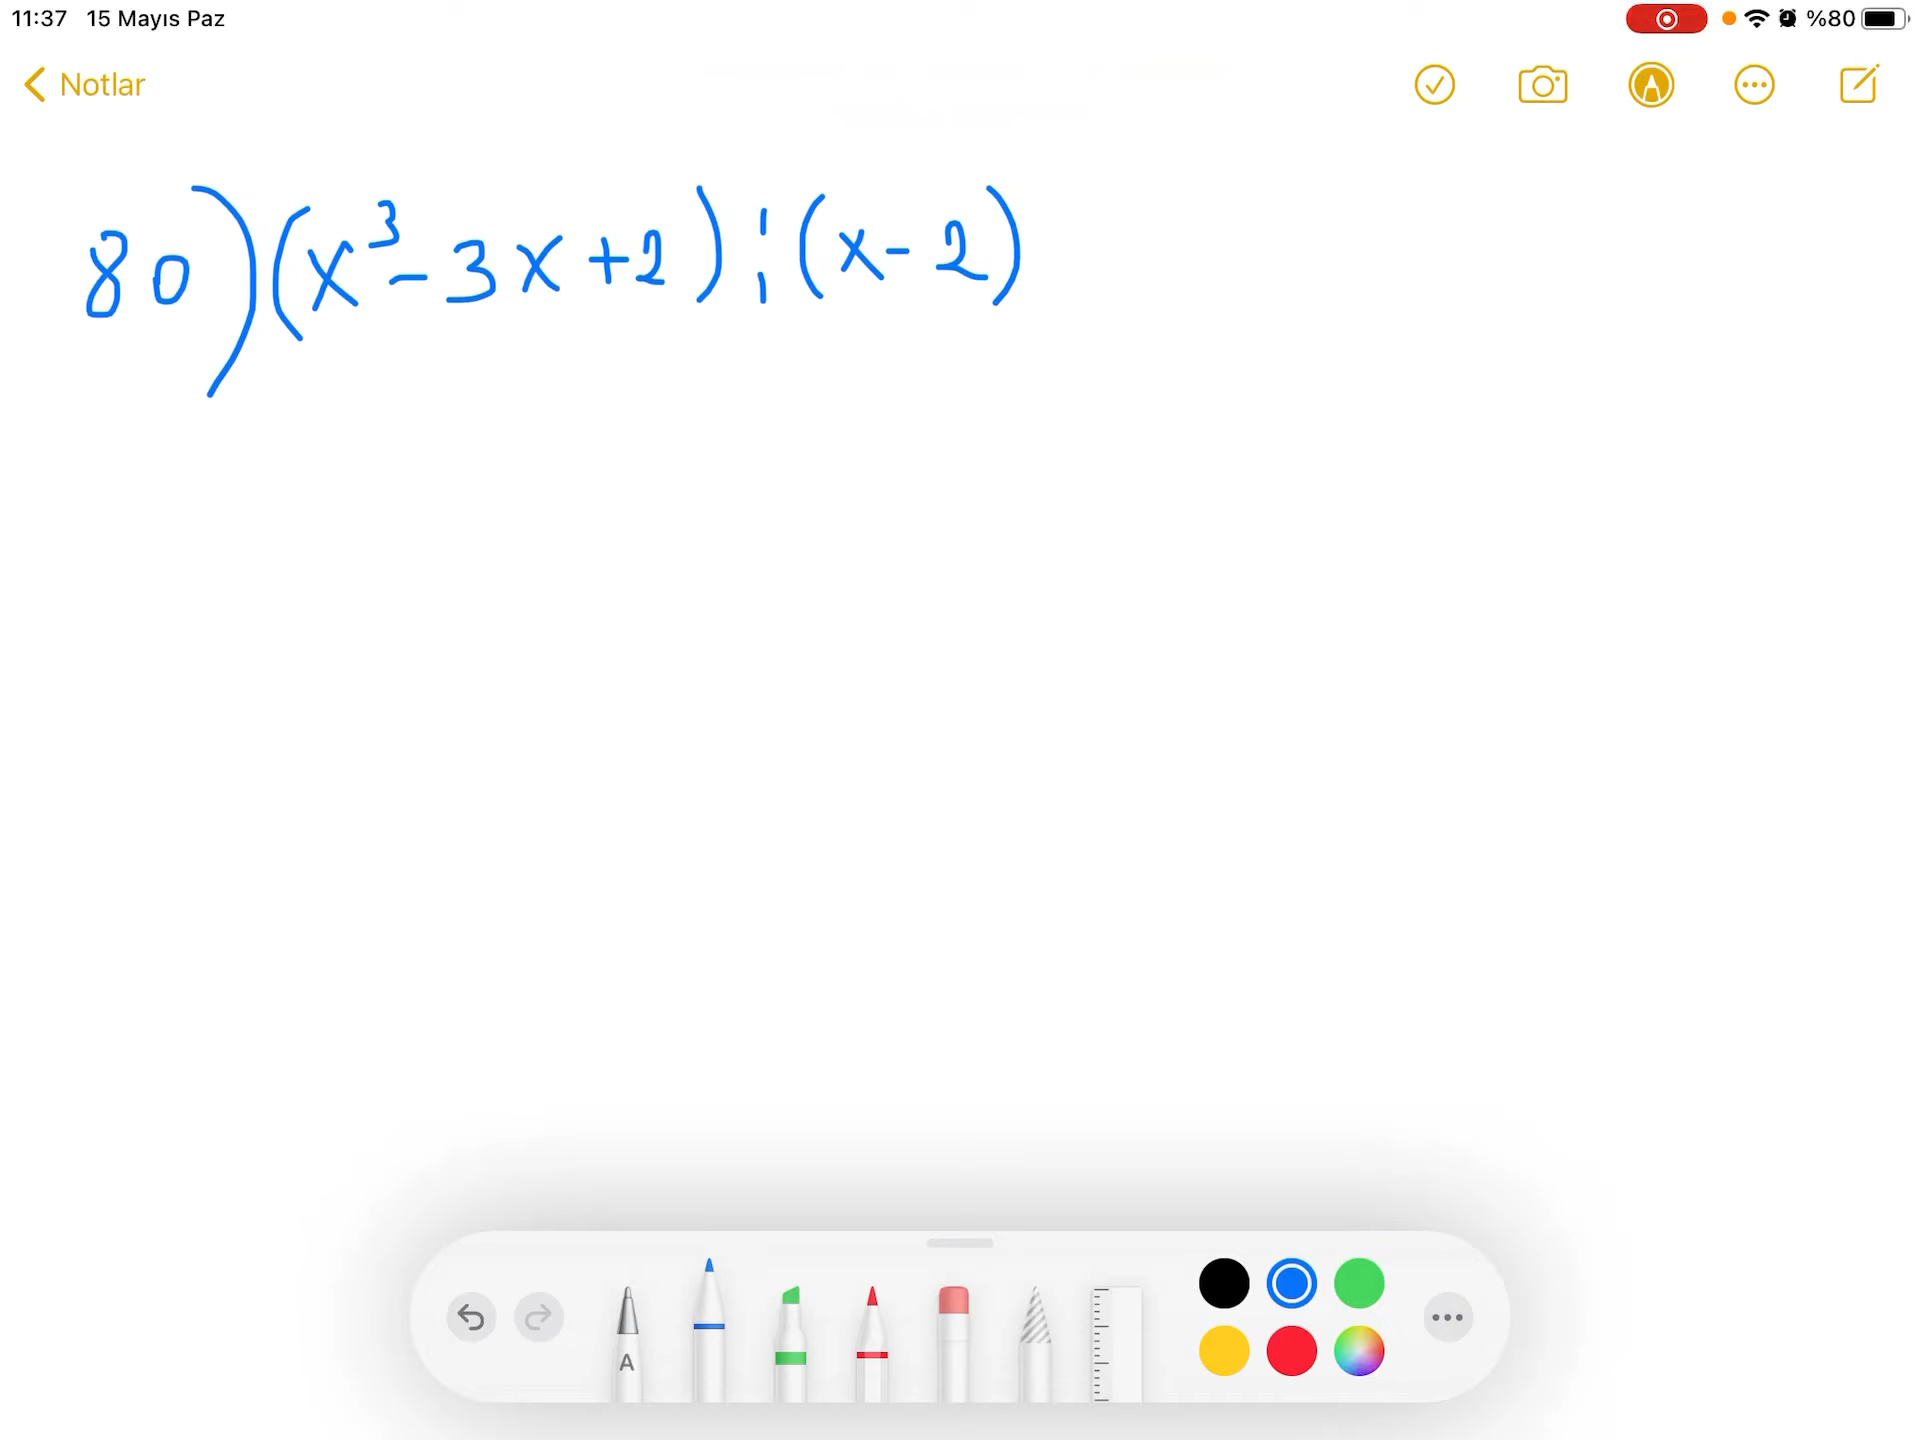 11:37 15 Mayıs Paz %80
Notlar
80) (x³-3x+2) : (x-2)
A